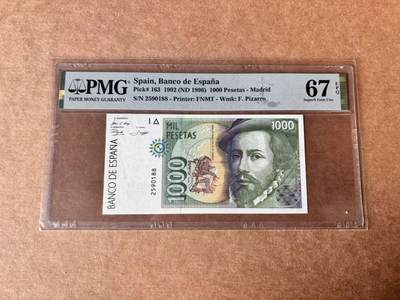 PMG
PAPER MONEY GUARANTY
Spain, Banco de España
Pick# 163 1992 (ND 1996) 1000 Pesetas - Madrid
S/N 2590188 - Printer: FNMT - Wmk: F. Pizarro
67 EPQ
Superb Gem Unc
MIL
PESETAS
1000
BANCO DE ESPAÑA
2590188
1000